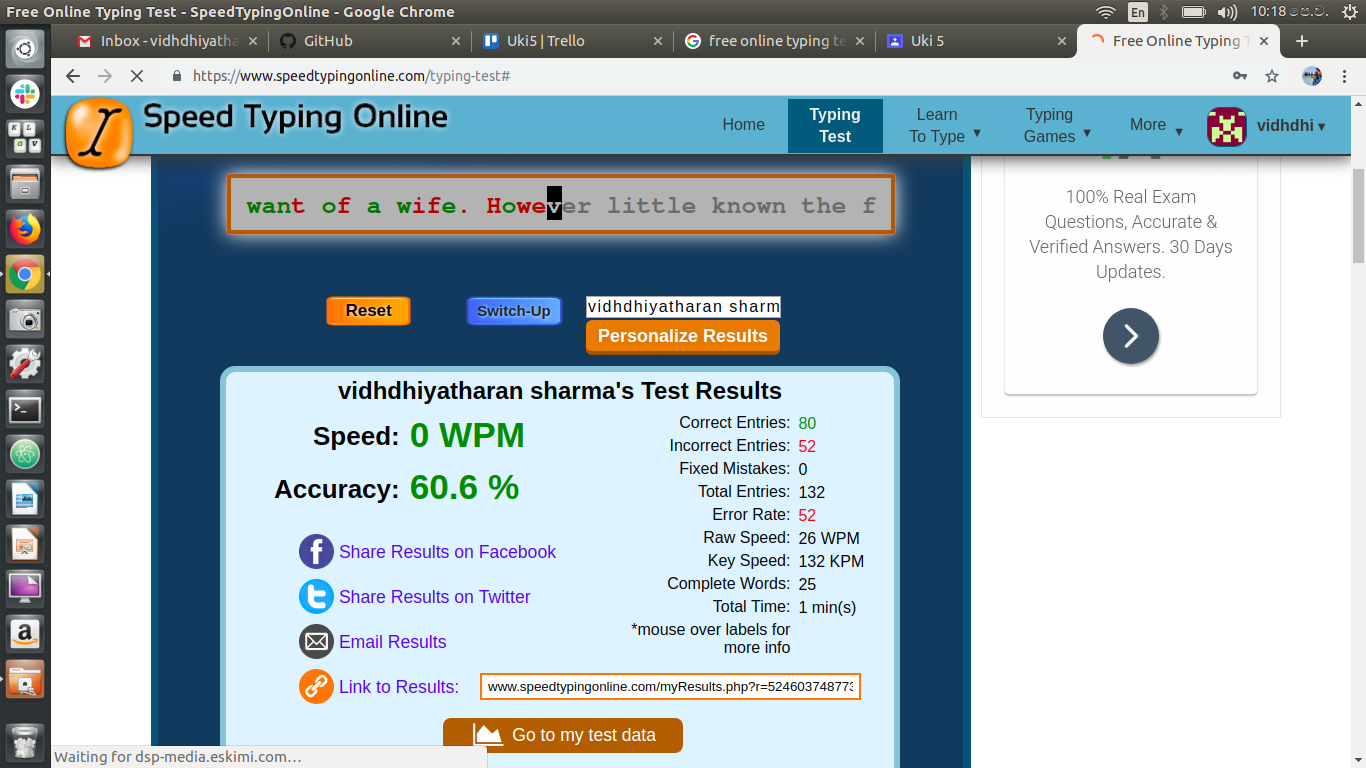 Free Online Typing Test - SpeedTypingOnline - Google Chrome
En
10:18 පෙ.ව.
Inbox - vidhdhiyatha
GitHub
Uki5 | Trello
free online typing te
Uki 5
Free Online Typing T
https://www.speedtypingonline.com/typing-test#
Speed Typing Online
Home
Typing Test
Learn To Type ▼
Typing Games ▼
More ▼
vidhdhi ▾
want of a wife. However little known the f
Reset
Switch-Up
vidhdhiyatharan sharm
Personalize Results
vidhdhiyatharan sharma's Test Results
Speed: 0 WPM
Accuracy: 60.6 %
Share Results on Facebook
Share Results on Twitter
Email Results
Link to Results: www.speedtypingonline.com/myResults.php?r=524603748773
Correct Entries: 80
Incorrect Entries: 52
Fixed Mistakes: 0
Total Entries: 132
Error Rate: 52
Raw Speed: 26 WPM
Key Speed: 132 KPM
Complete Words: 25
Total Time: 1 min(s)
*mouse over labels for
more info
Go to my test data
100% Real Exam
Questions, Accurate &
Verified Answers. 30 Days
Updates.
Waiting for dsp-media.eskimi.com…